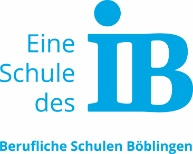 Eine
Schule
des
iB
Berufliche Schulen Böblingen